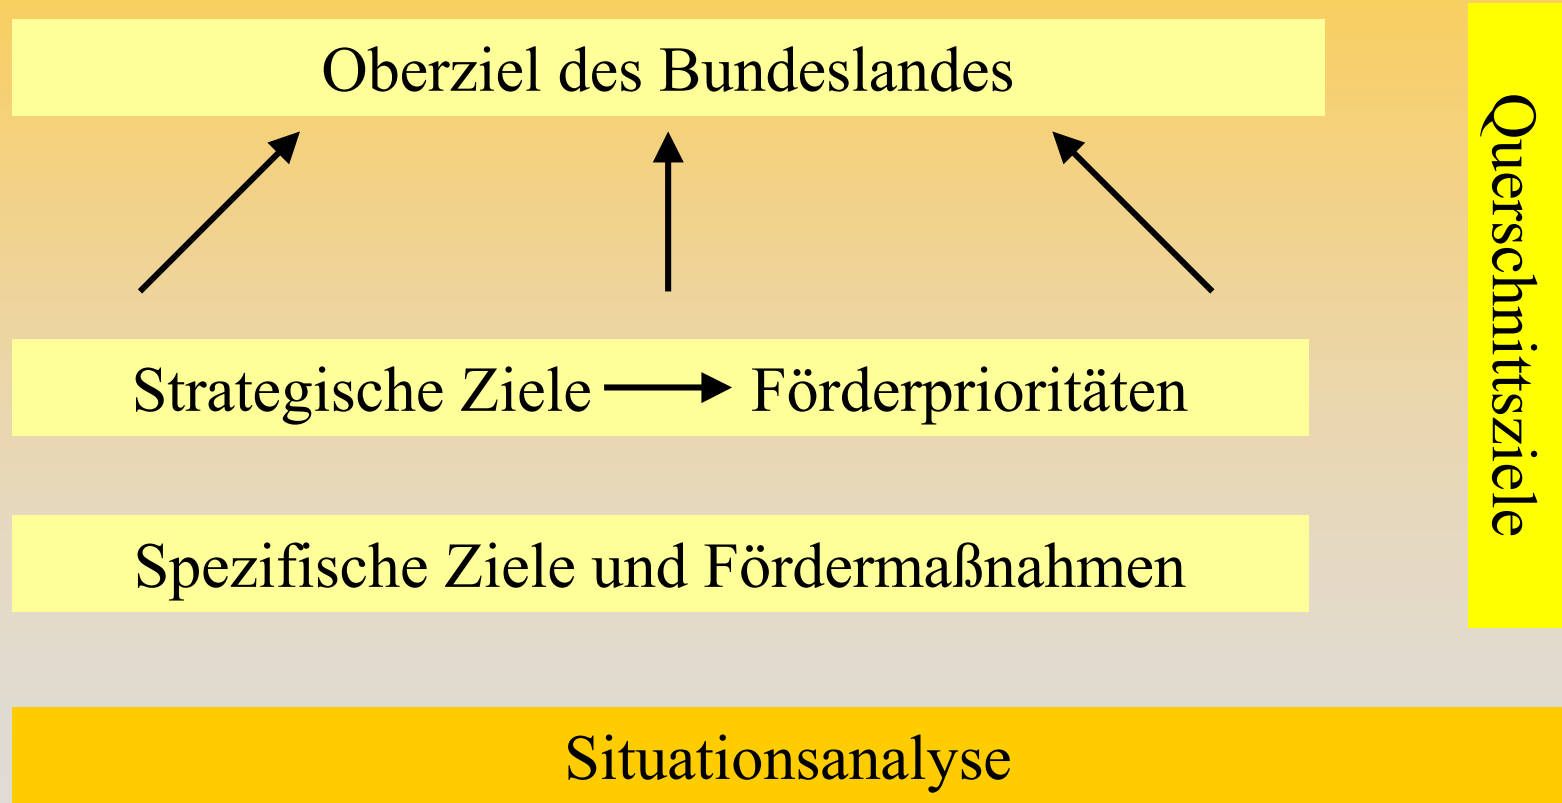 Oberziel des Bundeslandes
Strategische Ziele Förderprioritäten
Spezifische Ziele und Fördermaßnahmen
Situationsanalyse
Querschnittsziele